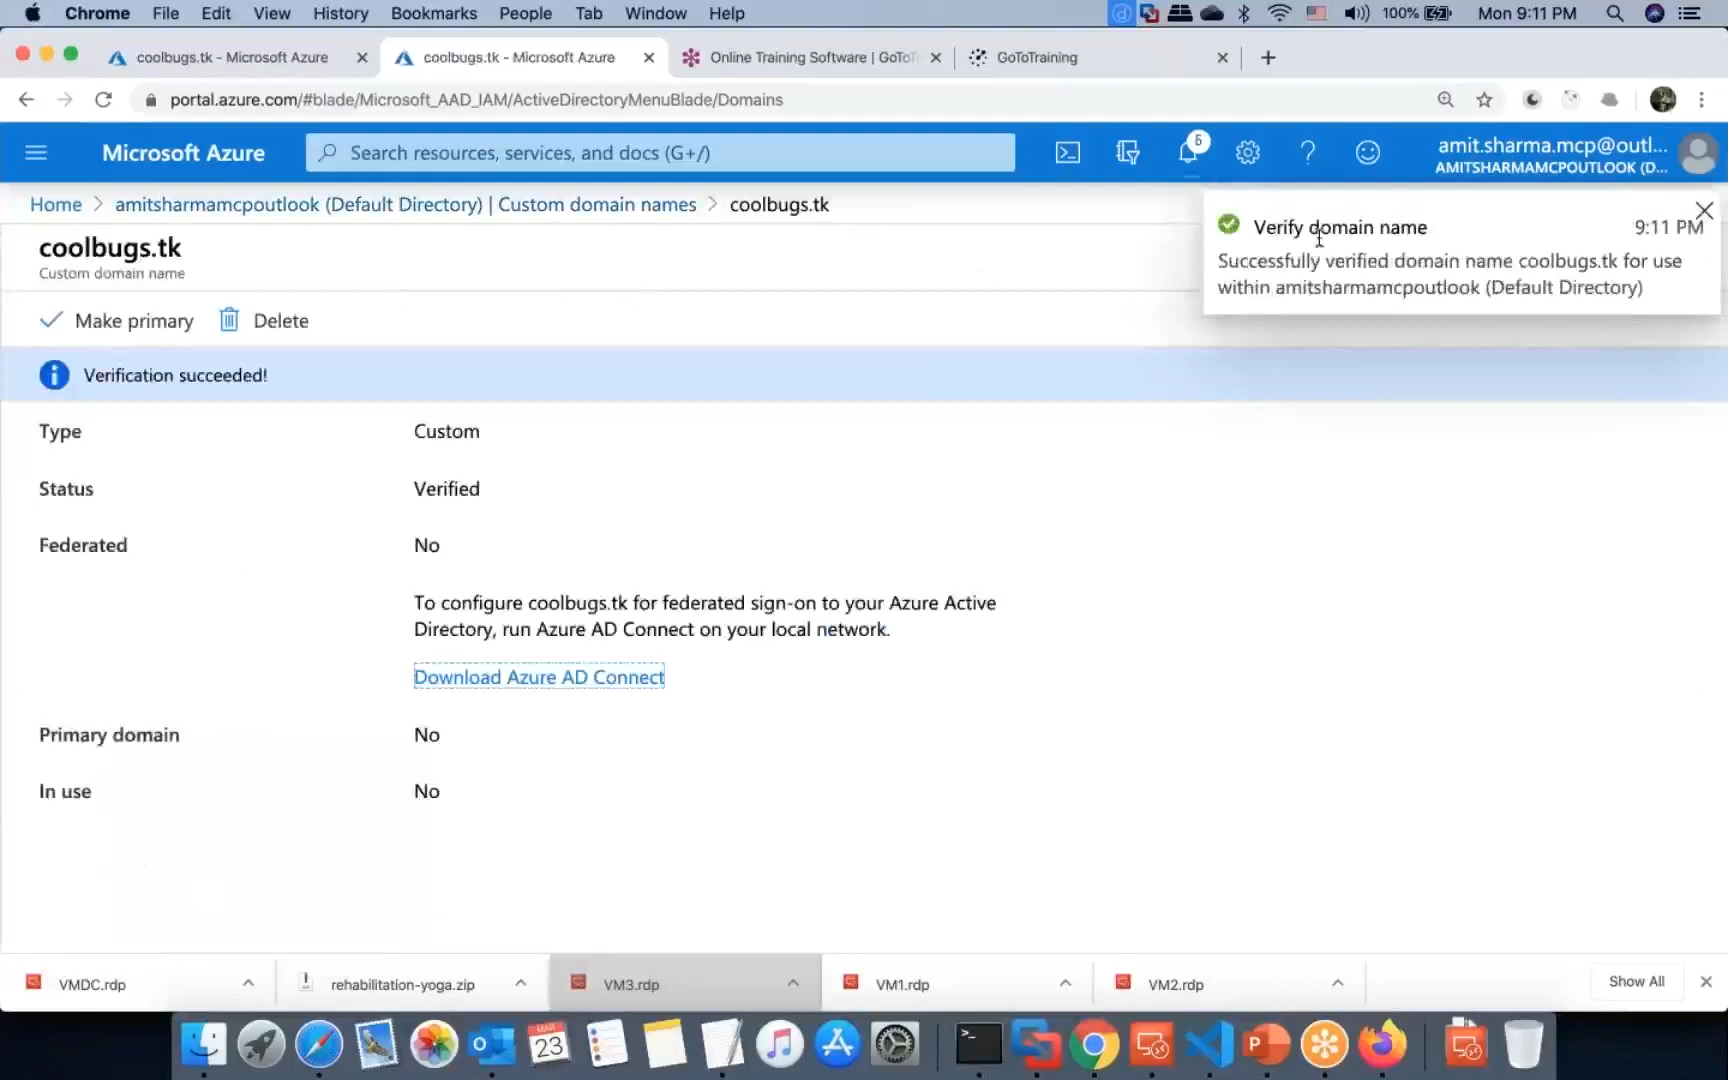 Chrome File Edit View History Bookmarks People Tab Window Help 100% Mon 9:11 PM
coolbugs.tk - Microsoft Azure coolbugs.tk - Microsoft Azure Online Training Software | GoToT GoToTraining
portal.azure.com/#blade/Microsoft_AAD_IAM/ActiveDirectoryMenuBlade/Domains
Microsoft Azure Search resources, services, and docs (G+/) 6 amit.sharma.mcp@outl...
AMITSHARMAMCPOUTLOOK (D...
Home > amitsharmamcpoutlook (Default Directory) | Custom domain names > coolbugs.tk
Verify domain name 9:11 PM
Successfully verified domain name coolbugs.tk for use
within amitsharmamcpoutlook (Default Directory)
coolbugs.tk
Custom domain name
Make primary Delete
Verification succeeded!
Type Custom
Status Verified
Federated No
To configure coolbugs.tk for federated sign-on to your Azure Active
Directory, run Azure AD Connect on your local network.
Download Azure AD Connect
Primary domain No
In use No
VMDC.rdp rehabilitation-yoga.zip VM3.rdp VM1.rdp VM2.rdp Show All
MAR
23